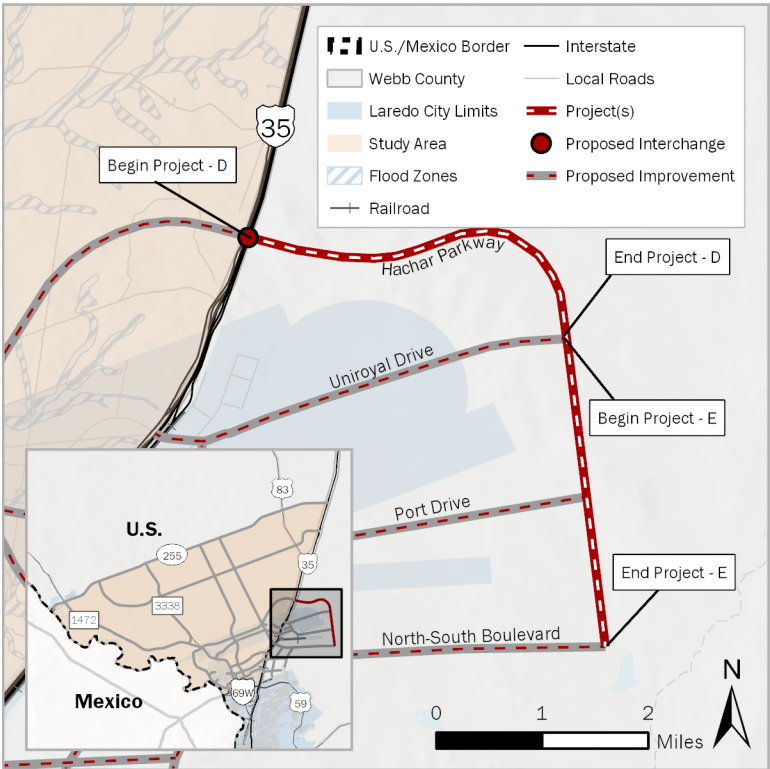 U.S./Mexico Border
Interstate
Webb County
Local Roads
Laredo City Limits
Project(s)
Study Area
Proposed Interchange
Flood Zones
Proposed Improvement
Railroad
35
Begin Project - D
Hachar Parkway
End Project - D
Uniroyal Drive
Begin Project - E
Port Drive
End Project - E
North-South Boulevard
83
U.S.
255
35
3338
1472
Mexico
69W
59
N
0 1 2
Miles